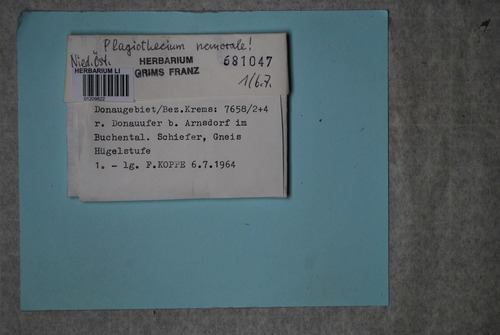 Plagiothecium nemorale!
Nied.Öst. HERBARIUM 681047
HERBARIUM LI GRIMS FRANZ 1/6.7.
Donaugebiet/Bez.Krems: 7658/2+4
r. Donauufer b. Arnsdorf im
Buchental. Schiefer, Gneis
Hügelstufe
1. - lg. F.KOPPE 6.7.1964